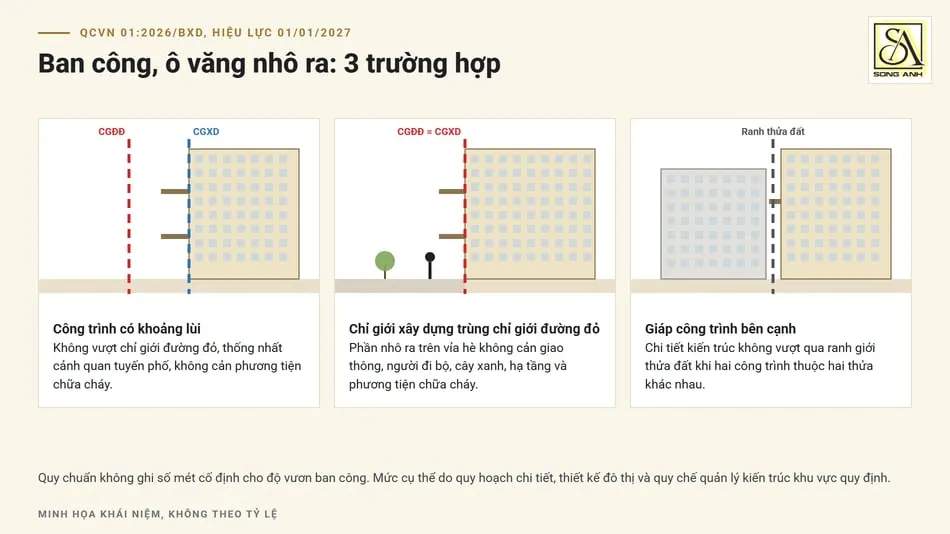 QCVN 01:2026/BXD, HIỆU LỰC 01/01/2027
Ban công, ô văng nhô ra: 3 trường hợp
SA
SONG ANH
CGĐĐ
CGXD
CGĐĐ = CGXD
Ranh thửa đất
Công trình có khoảng lùi
Không vượt chỉ giới đường đỏ, thống nhất
cảnh quan tuyến phố, không cản phương tiện
chữa cháy.
Chỉ giới xây dựng trùng chỉ giới đường đỏ
Phần nhô ra trên vỉa hè không cản giao
thông, người đi bộ, cây xanh, hạ tầng và
phương tiện chữa cháy.
Giáp công trình bên cạnh
Chi tiết kiến trúc không vượt qua ranh giới
thửa đất khi hai công trình thuộc hai thửa
khác nhau.
Quy chuẩn không ghi số mét cố định cho độ vươn ban công. Mức cụ thể do quy hoạch chi tiết, thiết kế đô thị và quy chế quản lý kiến trúc khu vực quy định.
MINH HỌA KHÁI NIỆM, KHÔNG THEO TỶ LỆ